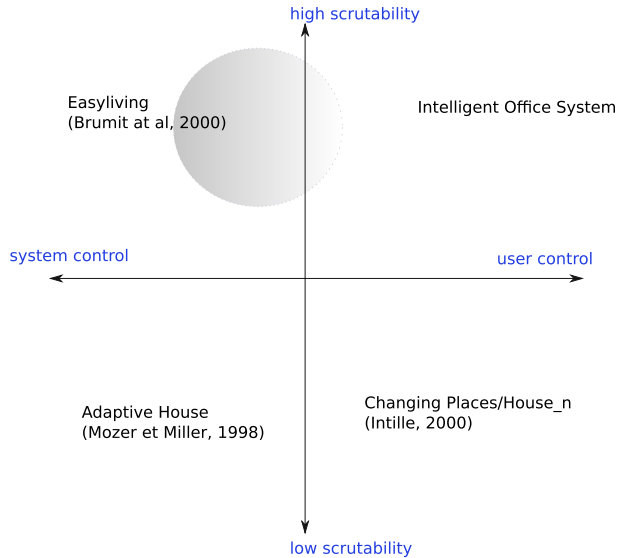 high scrutability
Easyliving
(Brumit at al, 2000)
Intelligent Office System
system control
user control
Adaptive House
(Mozer et Miller, 1998)
Changing Places/House_n
(Intille, 2000)
low scrutability